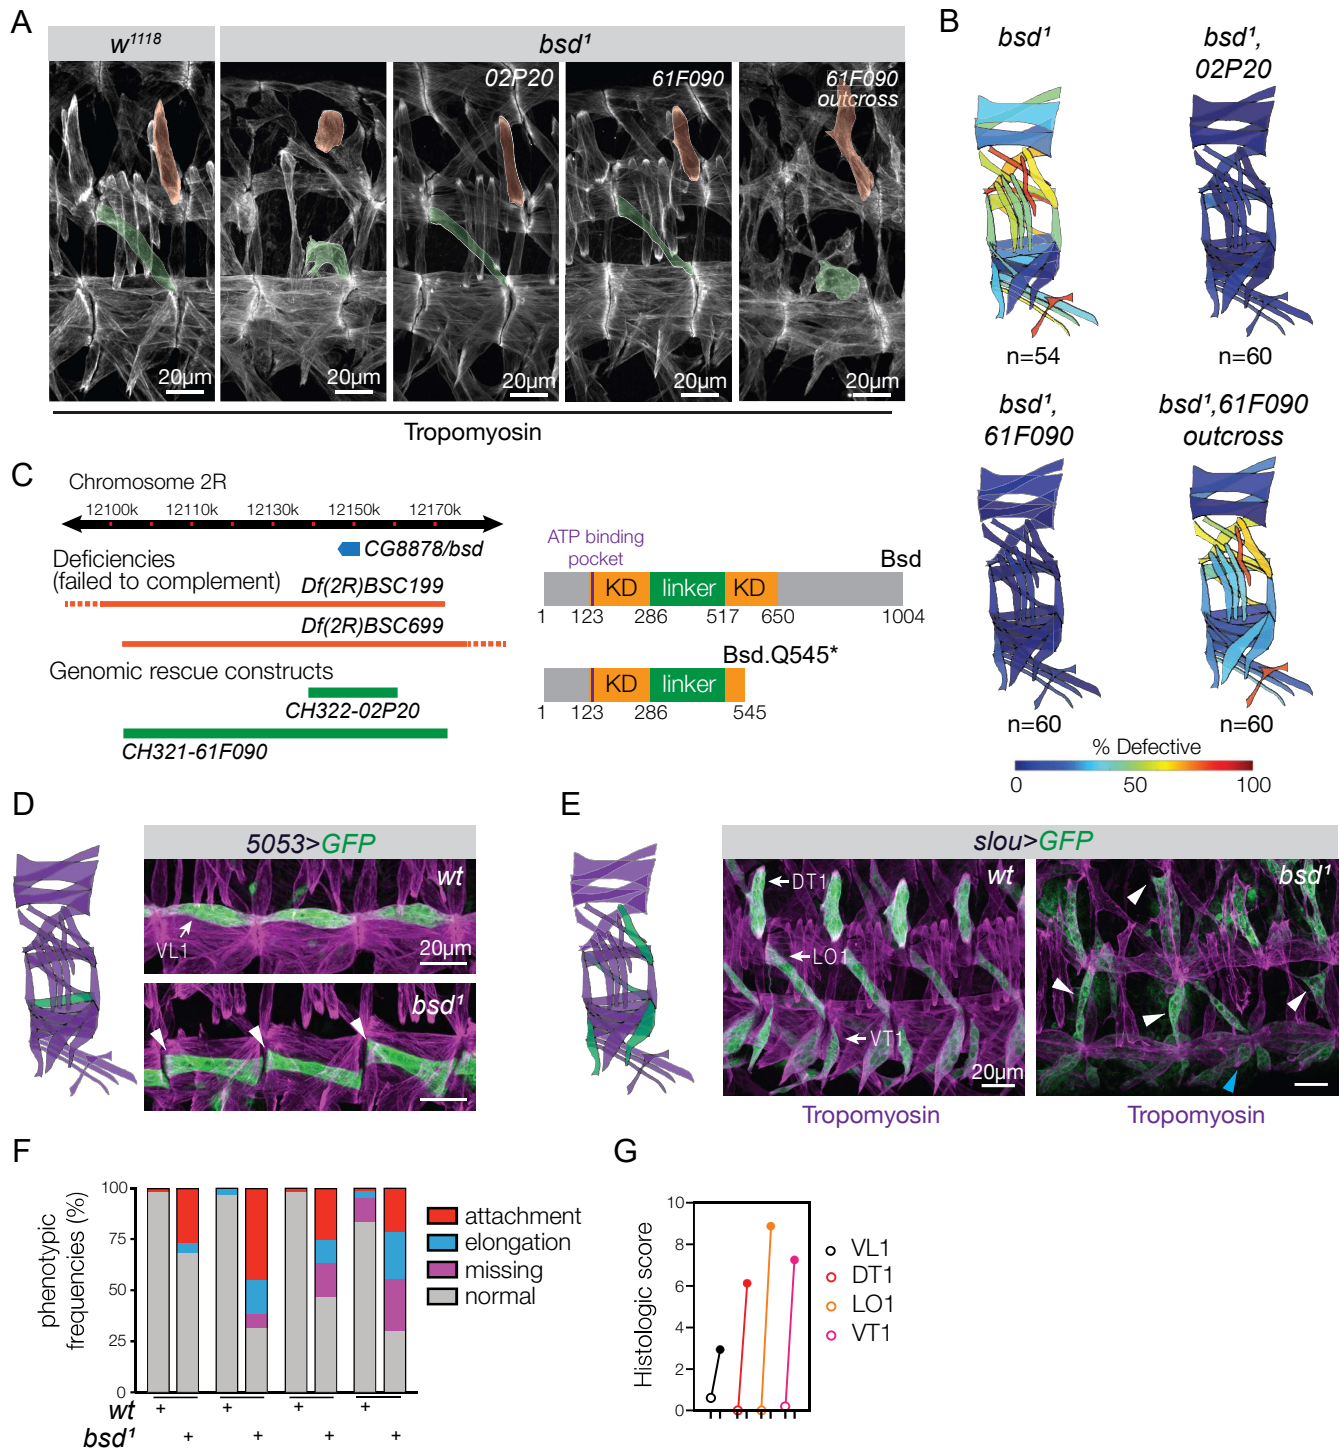 A
w1118
bsd1
02P20
61F090
61F090
outcross
20μm
20μm
20μm
20μm
20μm
Tropomyosin
B
bsd1
bsd1,
02P20
n=54
n=60
bsd1,
61F090
bsd1,61F090
outcross
n=60
n=60
% Defective
0
50
100
C
Chromosome 2R
12100k
12110k
12130k
12150k
12170k
CG8878/bsd
Deficiencies
(failed to complement)
Df(2R)BSC199
Df(2R)BSC699
Genomic rescue constructs
CH322-02P20
CH321-61F090
ATP binding
pocket
Bsd
KD
linker
KD
1
123
286
517
650
1004
Bsd.Q545*
KD
linker
1
123
286
545
D
5053>GFP
wt
VL1
20μm
bsd1
E
slou>GFP
wt
DT1
LO1
VT1
20μm
bsd1
Tropomyosin
Tropomyosin
F
phenotypic
frequencies (%)
100
75
50
25
0
attachment
elongation
missing
normal
wt
+
+
+
+
bsd1
+
+
+
+
G
Histologic score
10
8
6
4
2
0
VL1
DT1
LO1
VT1